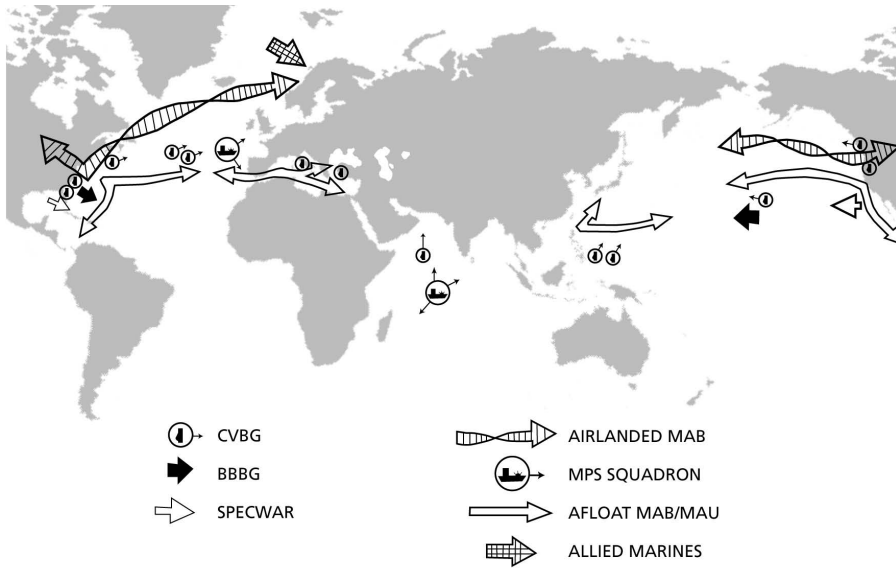 CVBG
BBBG
SPECWAR
AIRLANDED MAB
MPS SQUADRON
AFLOAT MAB/MAU
ALLIED MARINES